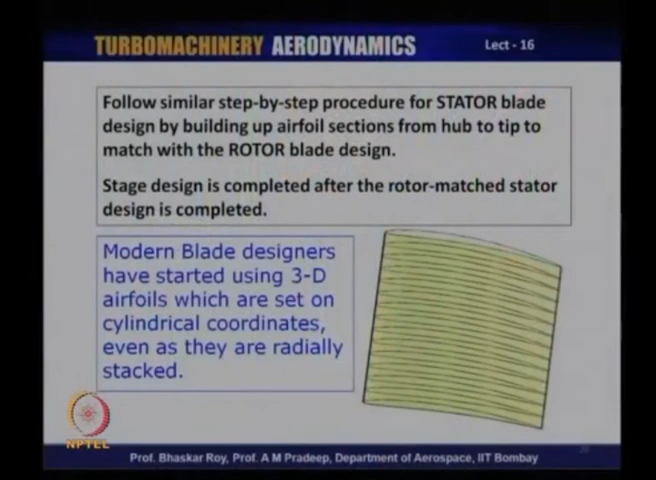 TURBOMACHINERY AERODYNAMICS
Lect - 16
Follow similar step-by-step procedure for STATOR blade
design by building up airfoil sections from hub to tip to
match with the ROTOR blade design.
Stage design is completed after the rotor-matched stator
design is completed.
Modern Blade designers
have started using 3-D
airfoils which are set on
cylindrical coordinates,
even as they are radially
stacked.
NPTEL
Prof. Bhaskar Roy, Prof. A M Pradeep, Department of Aerospace, IIT Bombay